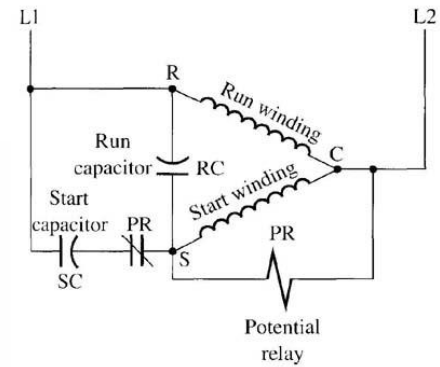 L1
L2
R
Run winding
Run
capacitor
RC
C
Start winding
Start
capacitor
PR
PR
S
SC
Potential
relay